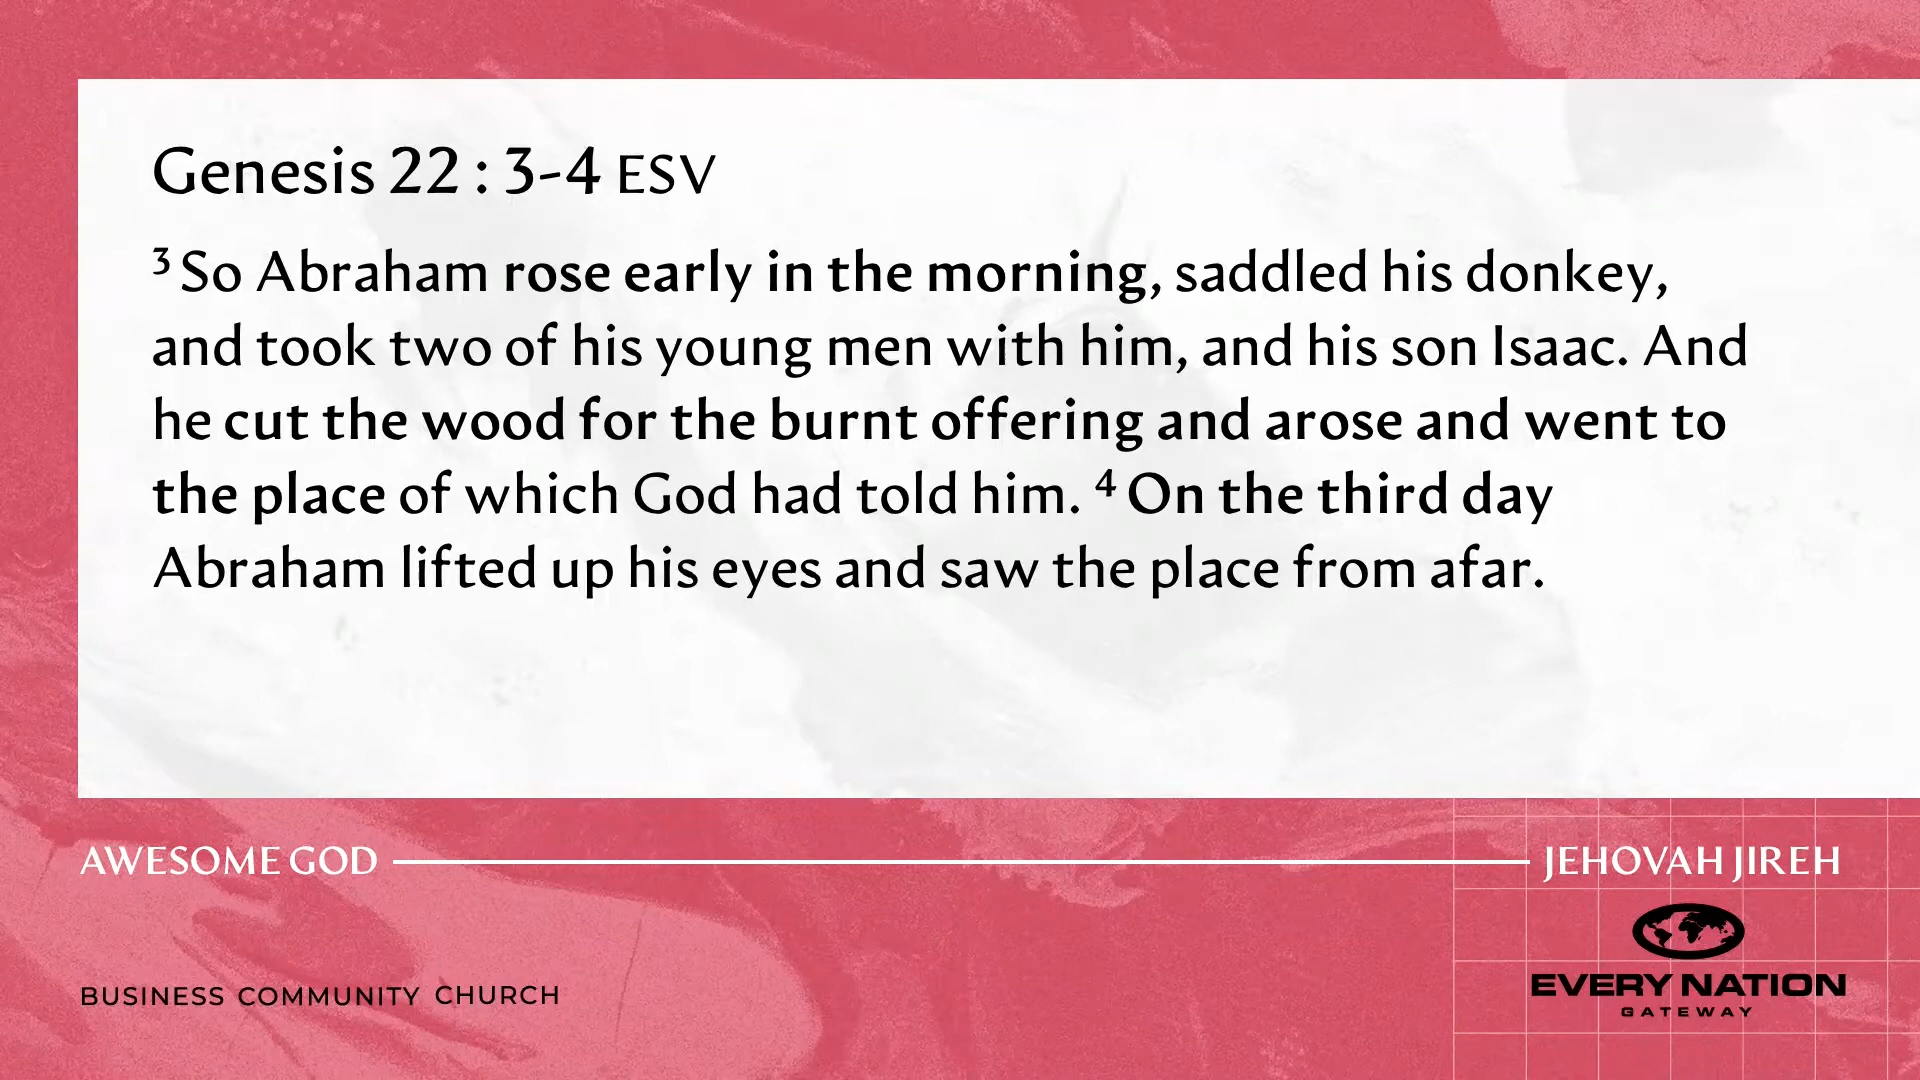 Genesis 22 : 3-4 ESV
³ So Abraham rose early in the morning, saddled his donkey,
and took two of his young men with him, and his son Isaac. And
he cut the wood for the burnt offering and arose and went to
the place of which God had told him. ⁴ On the third day
Abraham lifted up his eyes and saw the place from afar.
AWESOME GOD
JEHOVAH JIREH
BUSINESS COMMUNITY CHURCH
EVERY NATION
GATEWAY